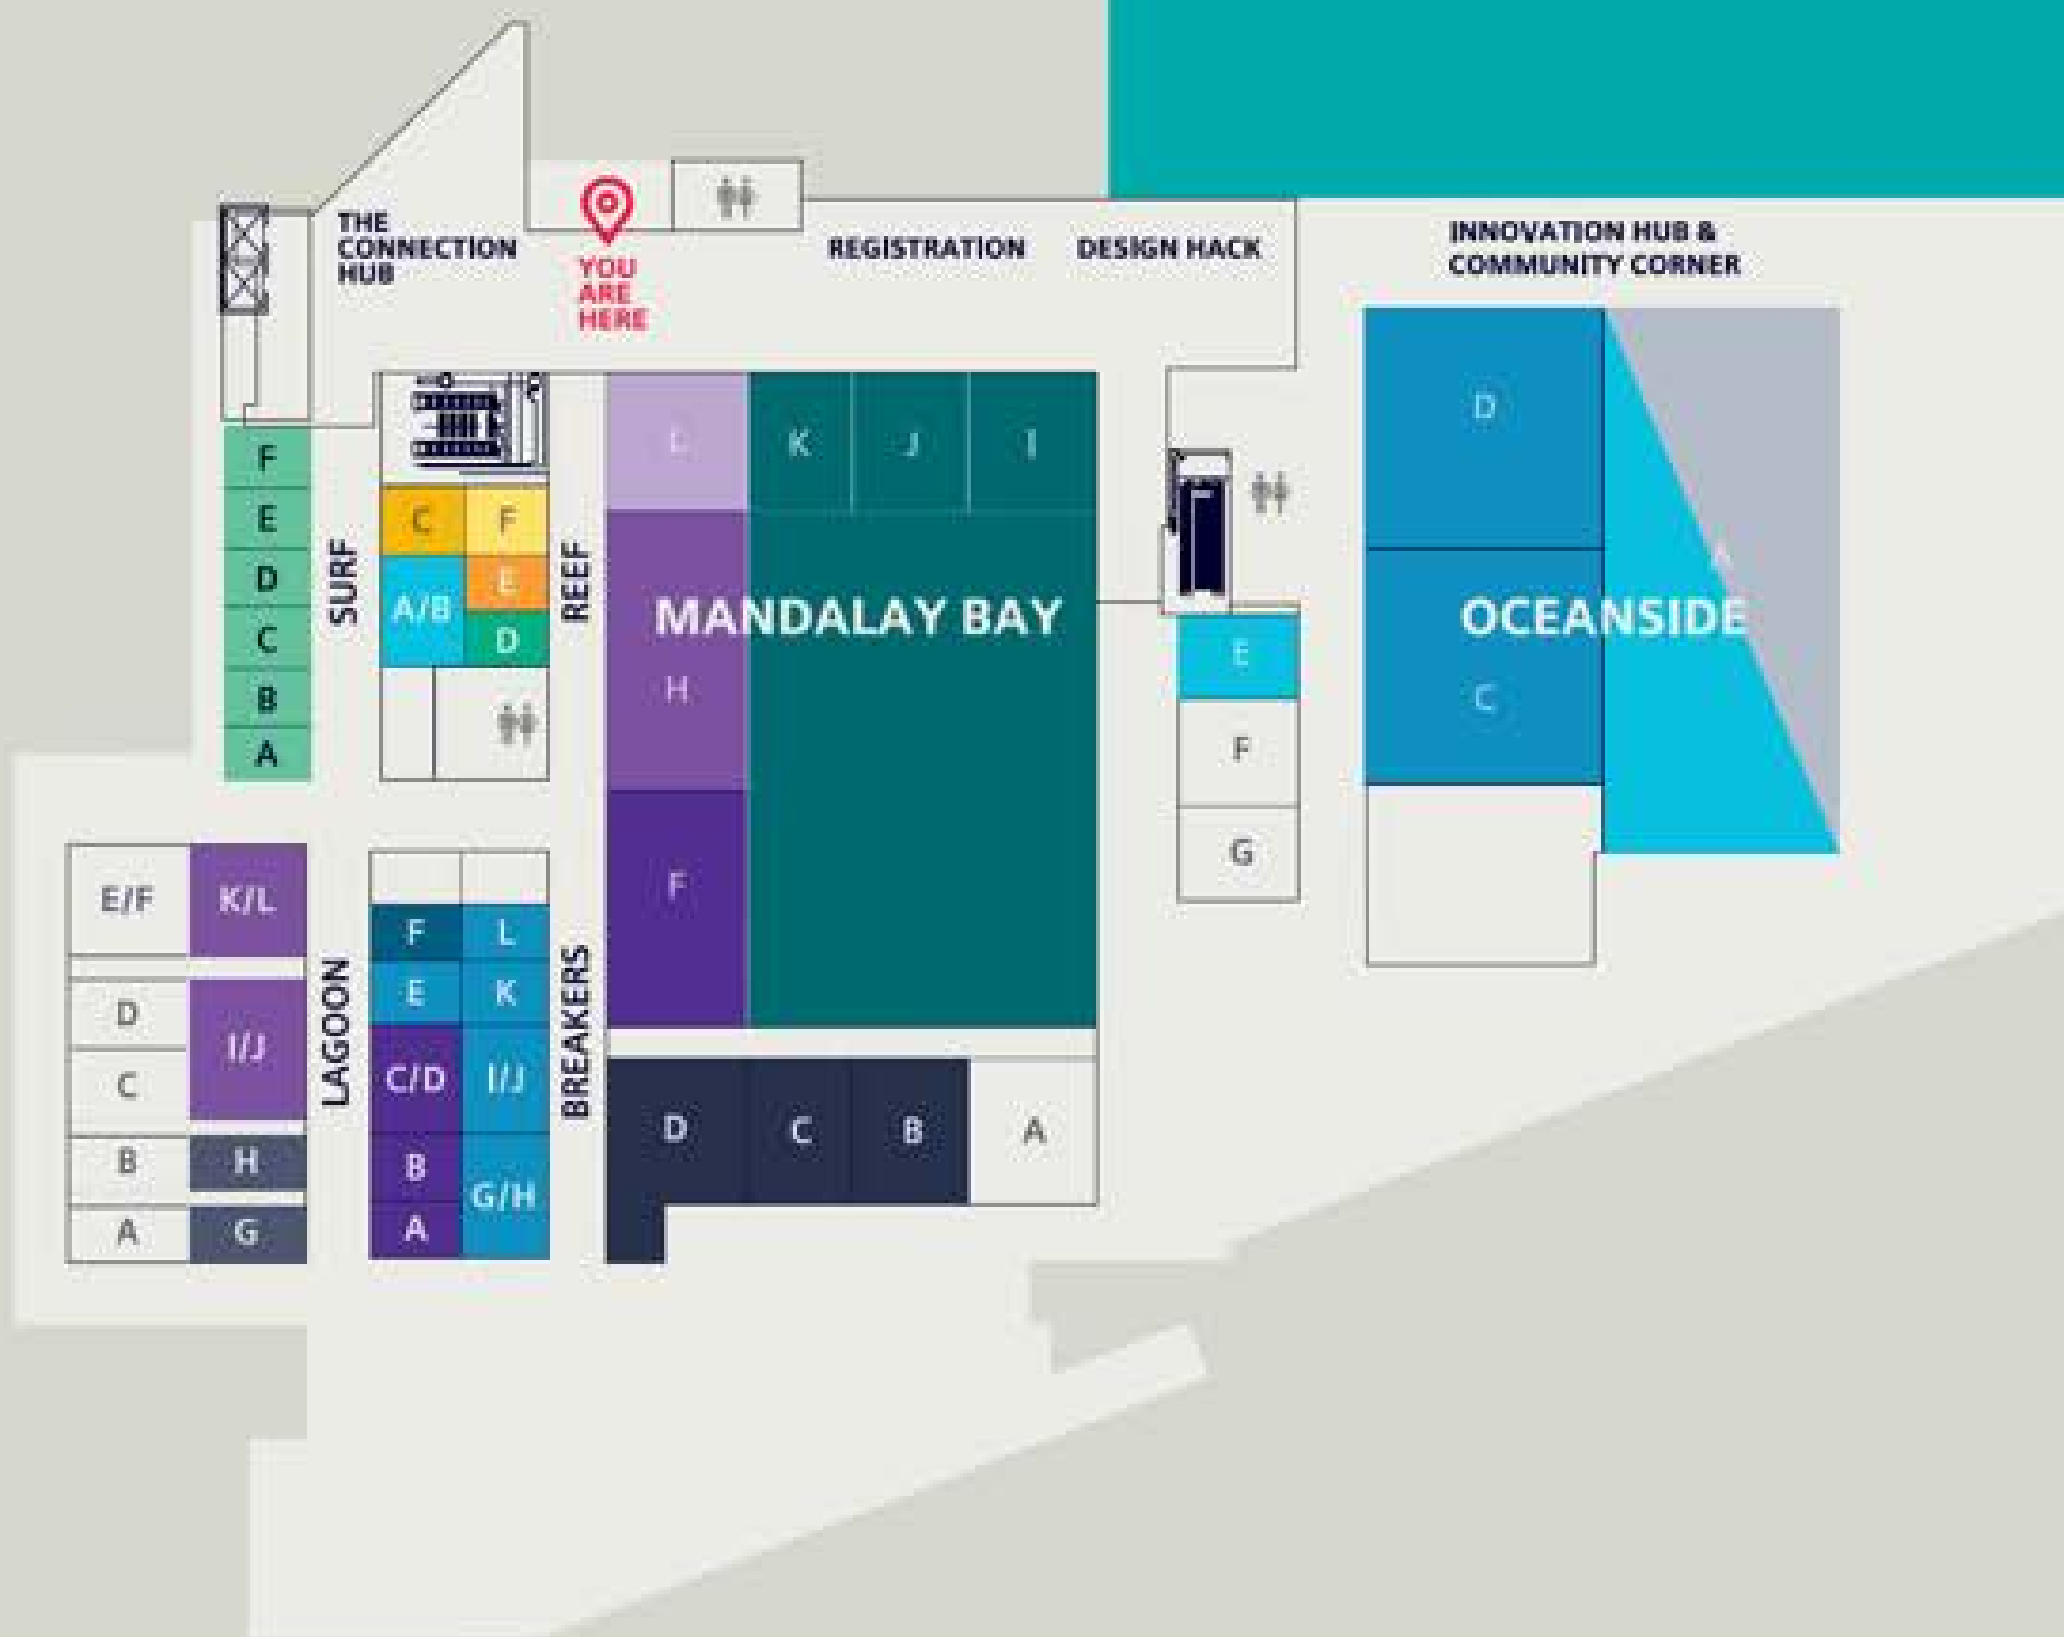 THE
CONNECTION
HUB
YOU
ARE
HERE
REGISTRATION
DESIGN HACK
INNOVATION HUB &
COMMUNITY CORNER
F
E
D
C
B
A
SURF
C
F
A/B
E
D
REEF
L
K
J
I
MANDALAY BAY
H
F
E
F
G
D
OCEANSIDE
C
A
E/F
K/L
D
I/J
C
B
H
A
G
LAGOON
F
L
E
K
C/D
I/J
B
G/H
A
BREAKERS
D
C
B
A